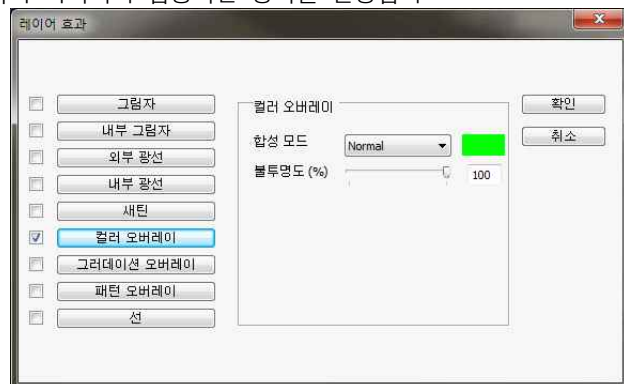 레이어 효과
그림자
내부 그림자
외부 광선
내부 광선
새틴
컬러 오버레이
그러데이션 오버레이
패턴 오버레이
선
컬러 오버레이
합성 모드 Normal
불투명도 (%) 100
확인
취소